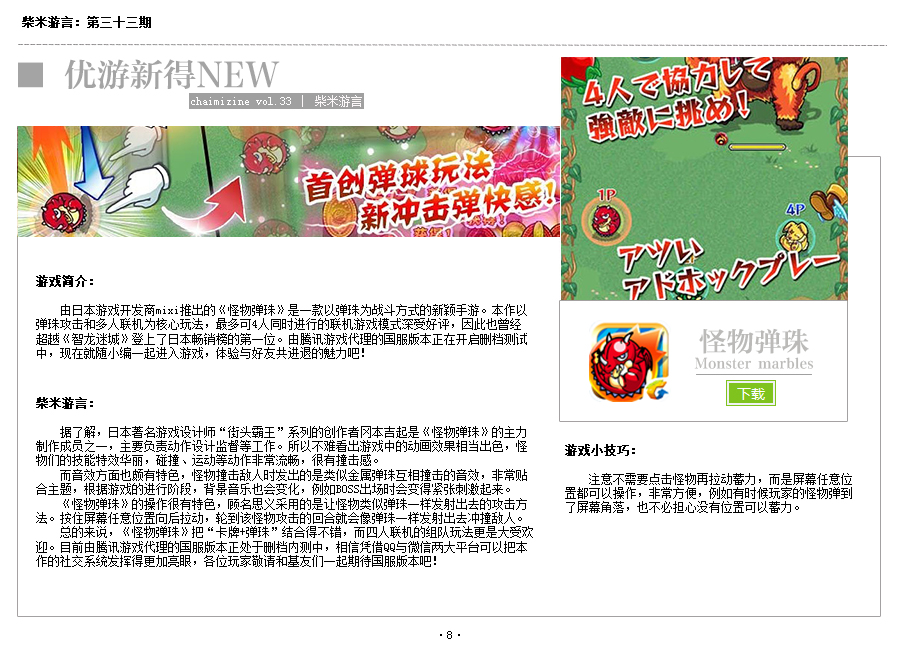 柴米游言：第三十三期
优游新得NEW
chaimizine vol.33 | 柴米游言
首创弹球玩法
新冲击弹快感!
4人で協力して
強敵に挑め!
1P
4P
アツい
アドホックプレー
游戏简介：
由日本游戏开发商mixi推出的《怪物弹珠》是一款以弹珠为战斗方式的新颖手游。本作以
弹珠攻击和多人联机为核心玩法，最多可4人同时进行的联机游戏模式深受好评，因此也曾经
超越《智龙迷城》登上了日本畅销榜的第一位。由腾讯游戏代理的国服版本正在开启删档测试
中，现在就随小编一起进入游戏，体验与好友共进退的魅力吧！
柴米游言：
据了解，日本著名游戏设计师“街头霸王”系列的创作者冈本吉起是《怪物弹珠》的主力
制作成员之一，主要负责动作设计监督等工作。所以不难看出游戏中的动画效果相当出色，怪
物们的技能特效华丽，碰撞、运动等动作非常流畅，很有撞击感。
而音效方面也颇有特色，怪物撞击敌人时发出的是类似金属弹珠互相撞击的音效，非常贴
合主题，根据游戏的进行阶段，背景音乐也会变化，例如BOSS出场时会变得紧张刺激起来。
《怪物弹珠》的操作很有特色，顾名思义采用的是让怪物类似弹珠一样发射出去的攻击方
法。按住屏幕任意位置向后拉动，轮到该怪物攻击的回合就会像弹珠一样发射出去冲撞敌人。
总的来说，《怪物弹珠》把“卡牌+弹珠”结合得不错，而四人联机的组队玩法更是大受欢
迎。目前由腾讯游戏代理的国服版本正处于删档内测中，相信凭借QQ与微信两大平台可以把本
作的社交系统发挥得更加亮眼，各位玩家敬请和基友们一起期待国服版本吧！
怪物弹珠
Monster marbles
下载
游戏小技巧：
注意不需要点击怪物再拉动蓄力，而是屏幕任意位
置都可以操作，非常方便，例如有时候玩家的怪物弹到
了屏幕角落，也不必担心没有位置可以蓄力。
· 8 ·